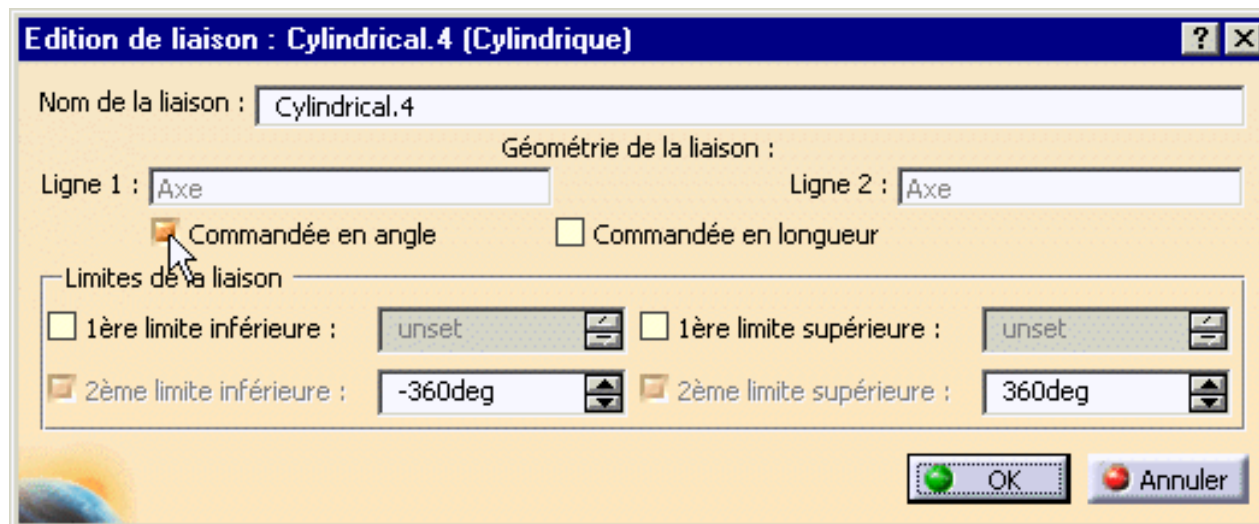 Edition de liaison : Cylindrical.4 (Cylindrique)
Nom de la liaison : Cylindrical.4
Géométrie de la liaison :
Ligne 1 : Axe Ligne 2 : Axe
Commandée en angle Commandée en longueur
Limites de la liaison
1ère limite inférieure : unset 1ère limite supérieure : unset
2ème limite inférieure : -360deg 2ème limite supérieure : 360deg
OK Annuler